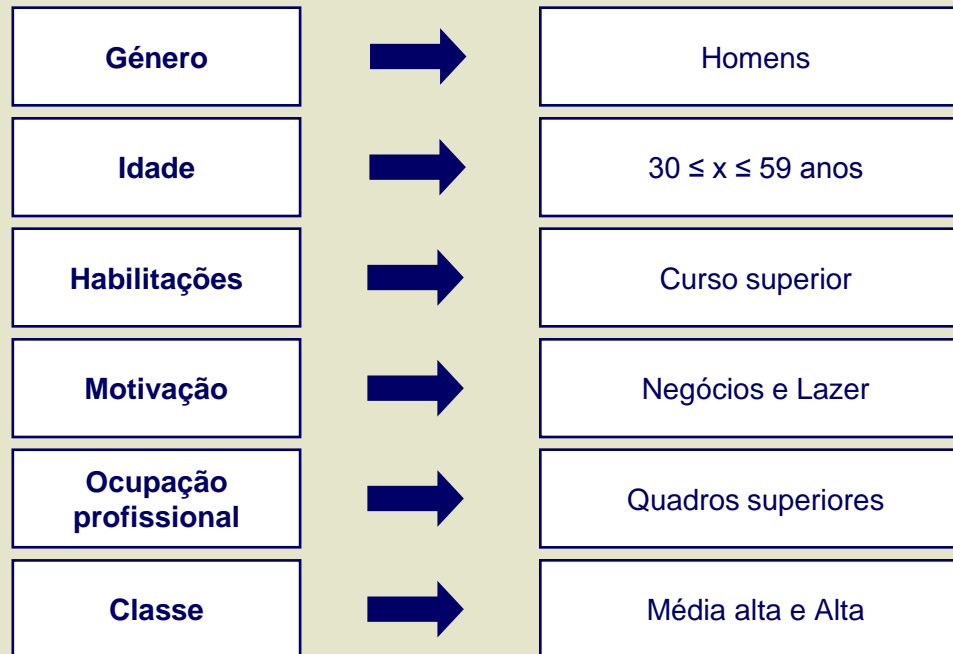 Género
Homens
Idade
30 ≤ x ≤ 59 anos
Habilitações
Curso superior
Motivação
Negócios e Lazer
Ocupação
profissional
Quadros superiores
Classe
Média alta e Alta